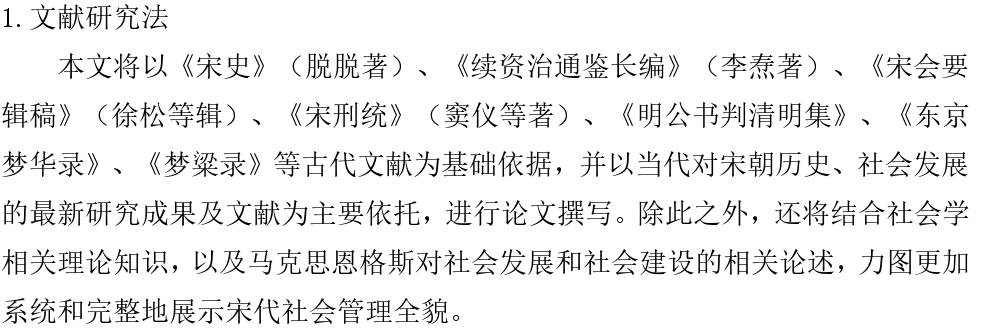 1.文献研究法
本文将以《宋史》（脱脱著）、《续资治通鉴长编》（李焘著）、《宋会要
辑稿》（徐松等辑）、《宋刑统》（窦仪等著）、《明公书判清明集》、《东京
梦华录》、《梦粱录》等古代文献为基础依据，并以当代对宋朝历史、社会发展
的最新研究成果及文献为主要依托，进行论文撰写。除此之外，还将结合社会学
相关理论知识，以及马克思恩格斯对社会发展和社会建设的相关论述，力图更加
系统和完整地展示宋代社会管理全貌。